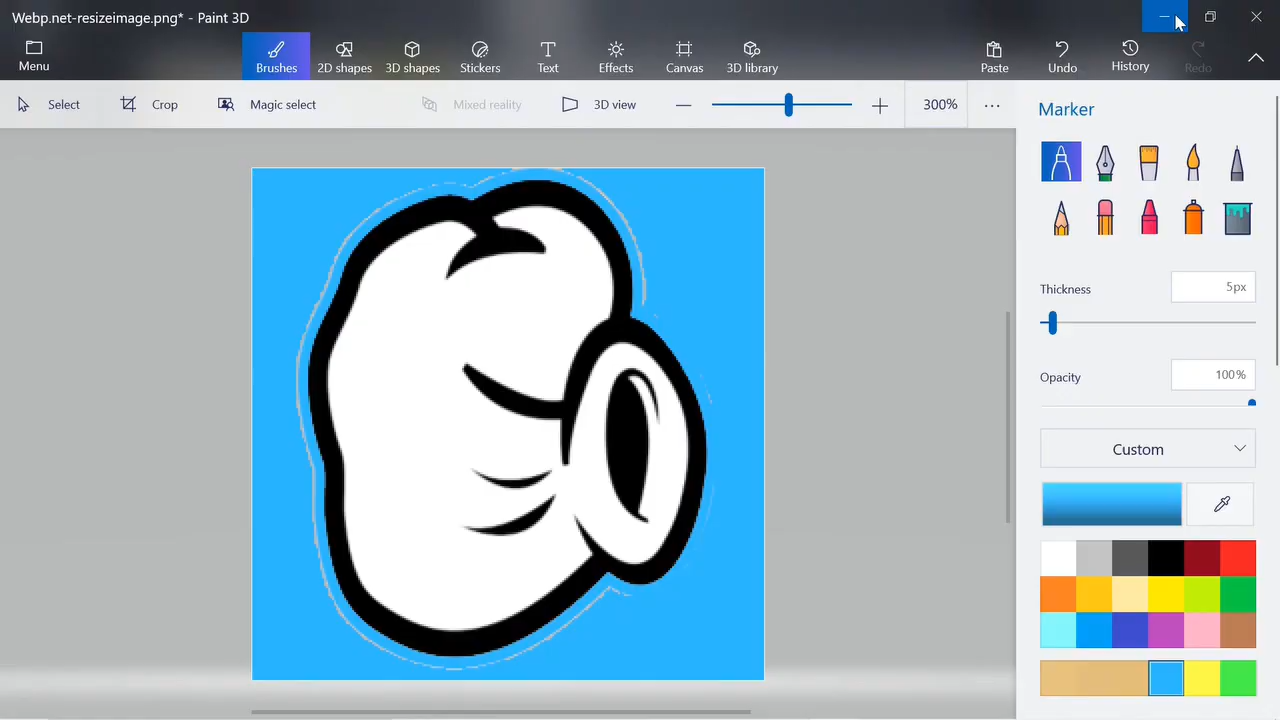 Webp.net-resizeimage.png* - Paint 3D
Menu
Brushes
2D shapes
3D shapes
Stickers
Text
Effects
Canvas
3D library
Paste
Undo
History
Redo
Select
Crop
Magic select
Mixed reality
3D view
300%
Marker
Thickness
5px
Opacity
100%
Custom